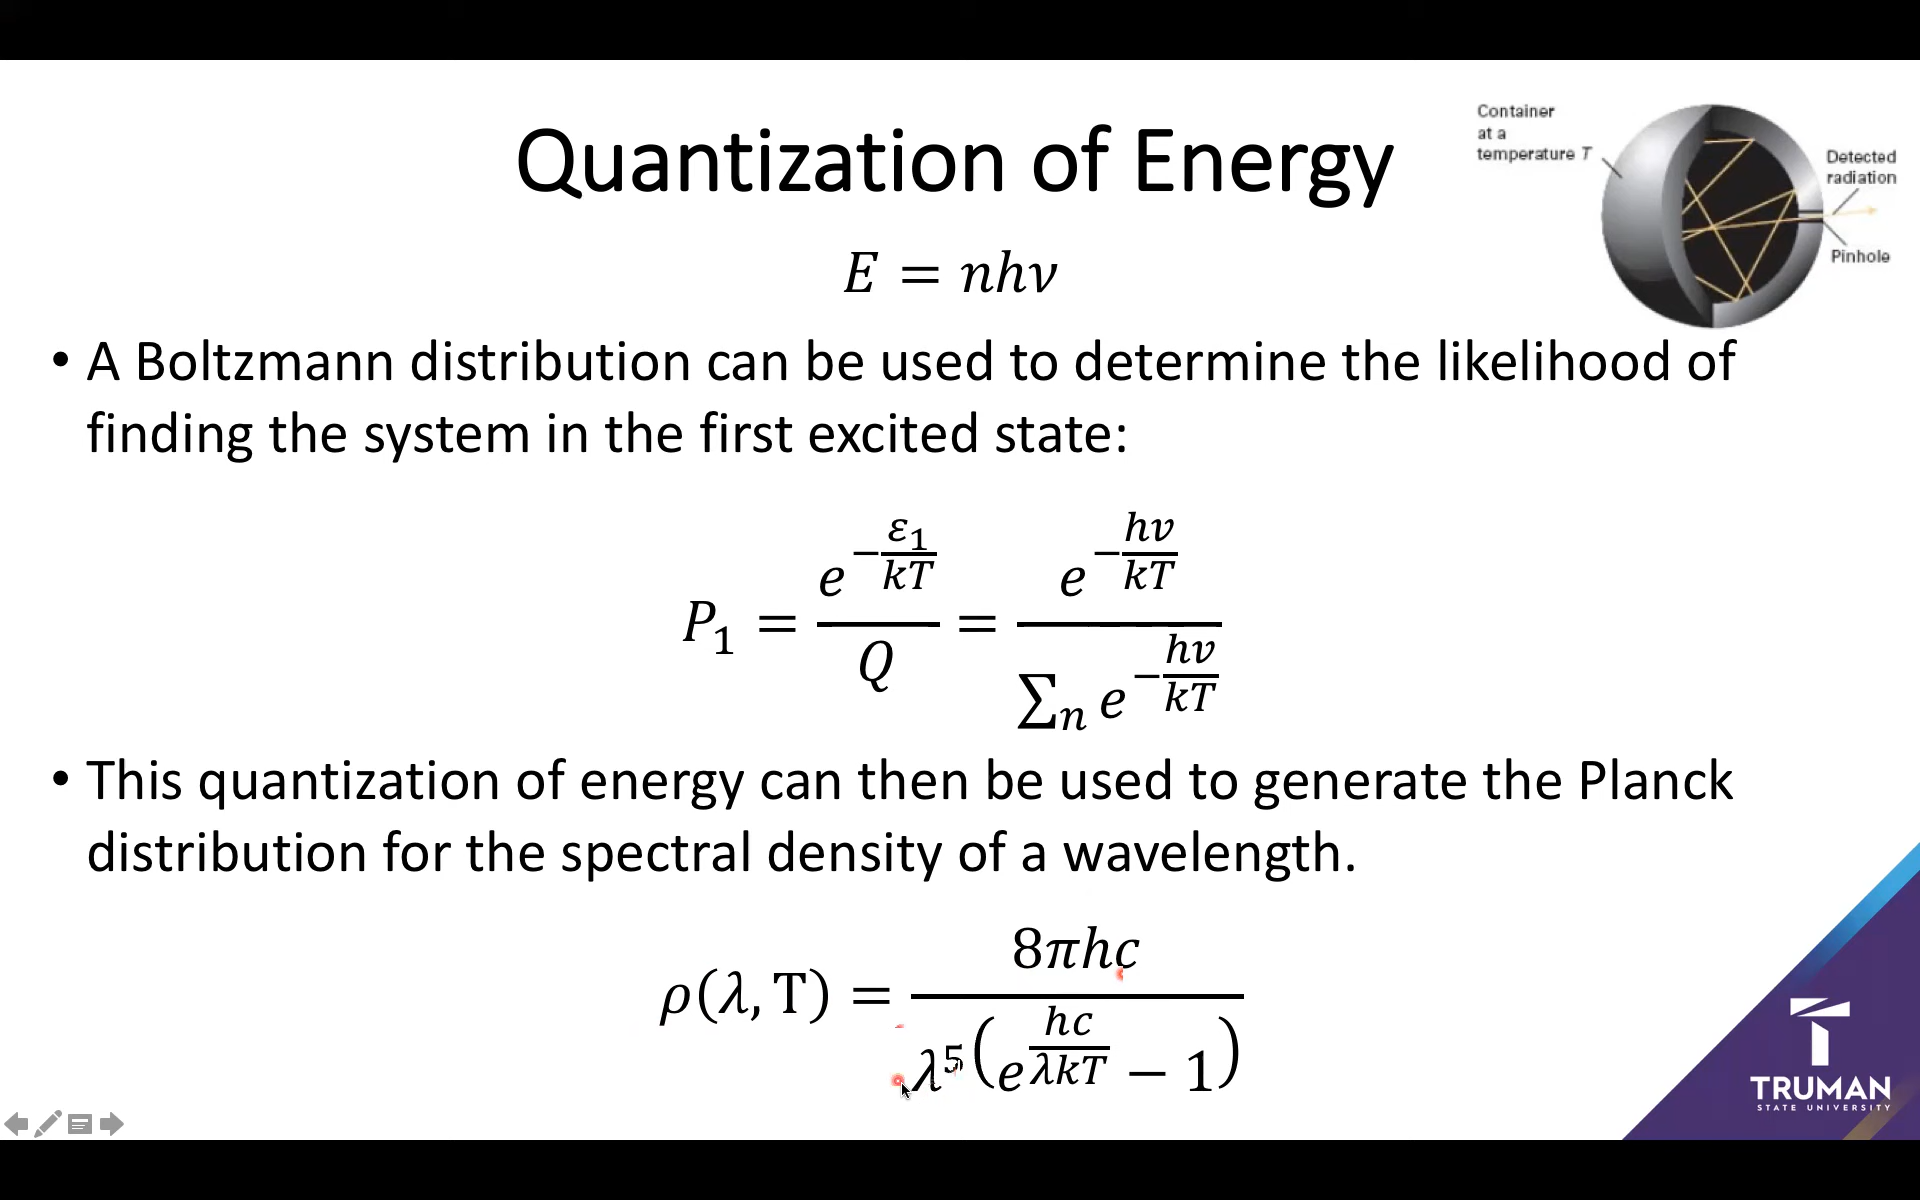 Quantization of Energy
Container
at a
temperature T
Detected
radiation
Pinhole
E = nhν
• A Boltzmann distribution can be used to determine the likelihood of
finding the system in the first excited state:
P₁ = e^(−ε₁/kT) / Q = e^(−hv/kT) / ∑ₙ e^(−hv/kT)
• This quantization of energy can then be used to generate the Planck
distribution for the spectral density of a wavelength.
ρ(λ, T) = 8πhc / λ⁵(e^(hc/λkT) − 1)
TRUMAN
STATE UNIVERSITY